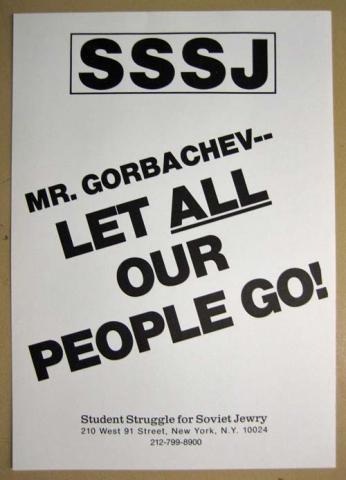 SSSJ
MR. GORBACHEV--
LET ALL
OUR
PEOPLE GO!
Student Struggle for Soviet Jewry
210 West 91 Street, New York, N.Y. 10024
212-799-8900